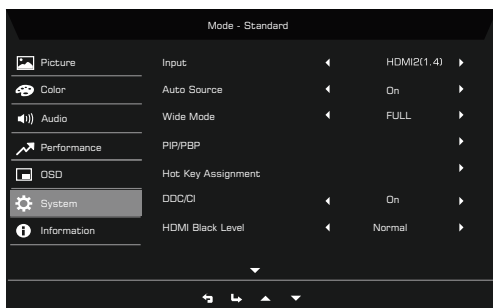 Mode - Standard
Picture
Input HDMI2(1.4)
Color
Auto Source On
Audio
Wide Mode FULL
Performance
PIP/PBP
OSD
Hot Key Assignment
System
DDC/CI On
Information
HDMI Black Level Normal